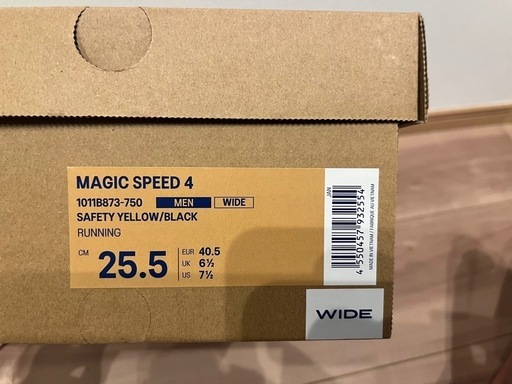 MAGIC SPEED 4
1011B873-750 MEN WIDE
SAFETY YELLOW/BLACK
RUNNING
CM 25.5
EUR 40.5
UK 6½
US 7½
JAN
4 550457 932554
MADE IN VIETNAM / FABRIQUE AU VIETNAM
WIDE